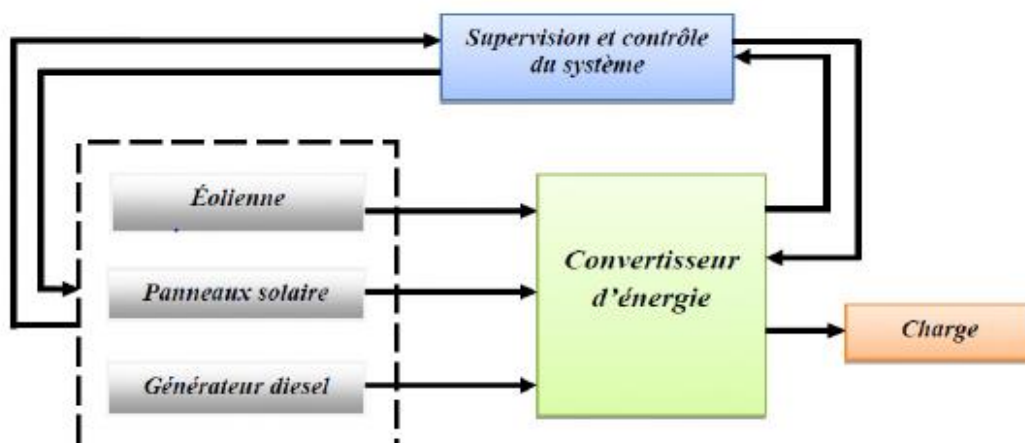 Supervision et contrôle
du système
Éolienne
Panneaux solaire
Générateur diesel
Convertisseur
d'énergie
Charge